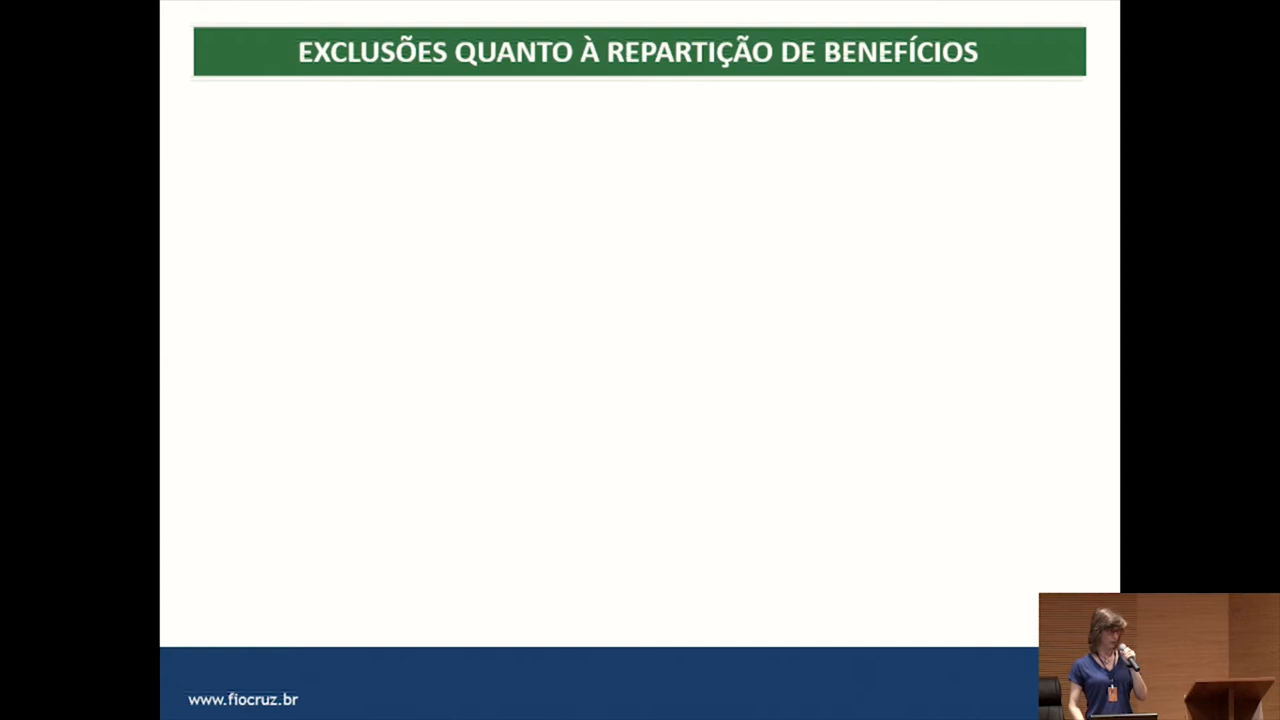 EXCLUSÕES QUANTO À REPARTIÇÃO DE BENEFÍCIOS
www.fiocruz.br